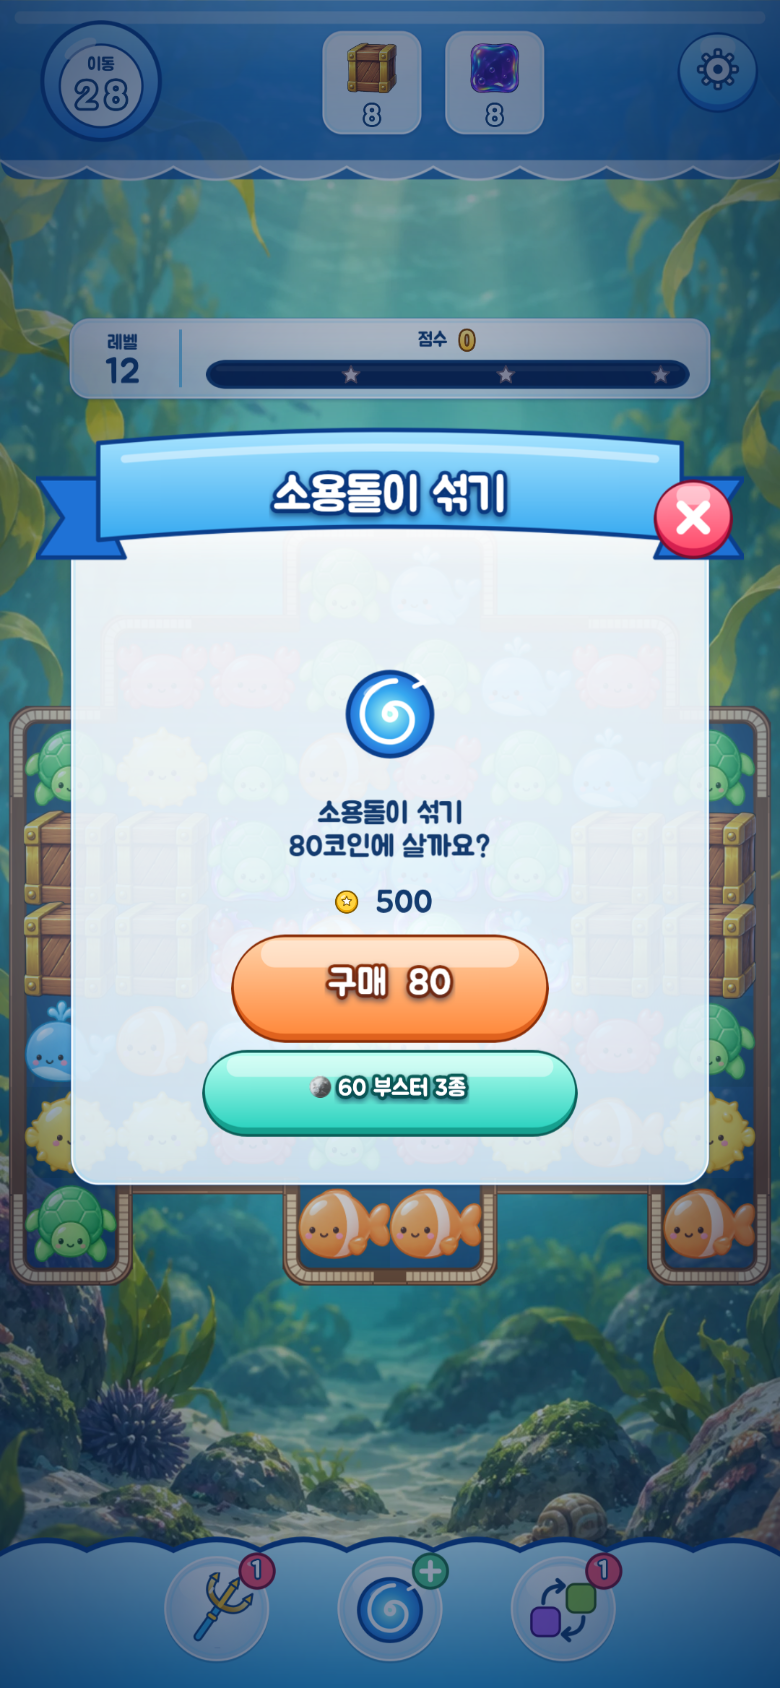 이동
28
8
8
레벨
12
점수 0
소용돌이 섞기
소용돌이 섞기
80코인에 살까요?
500
구매 80
60 부스터 3종
1
1